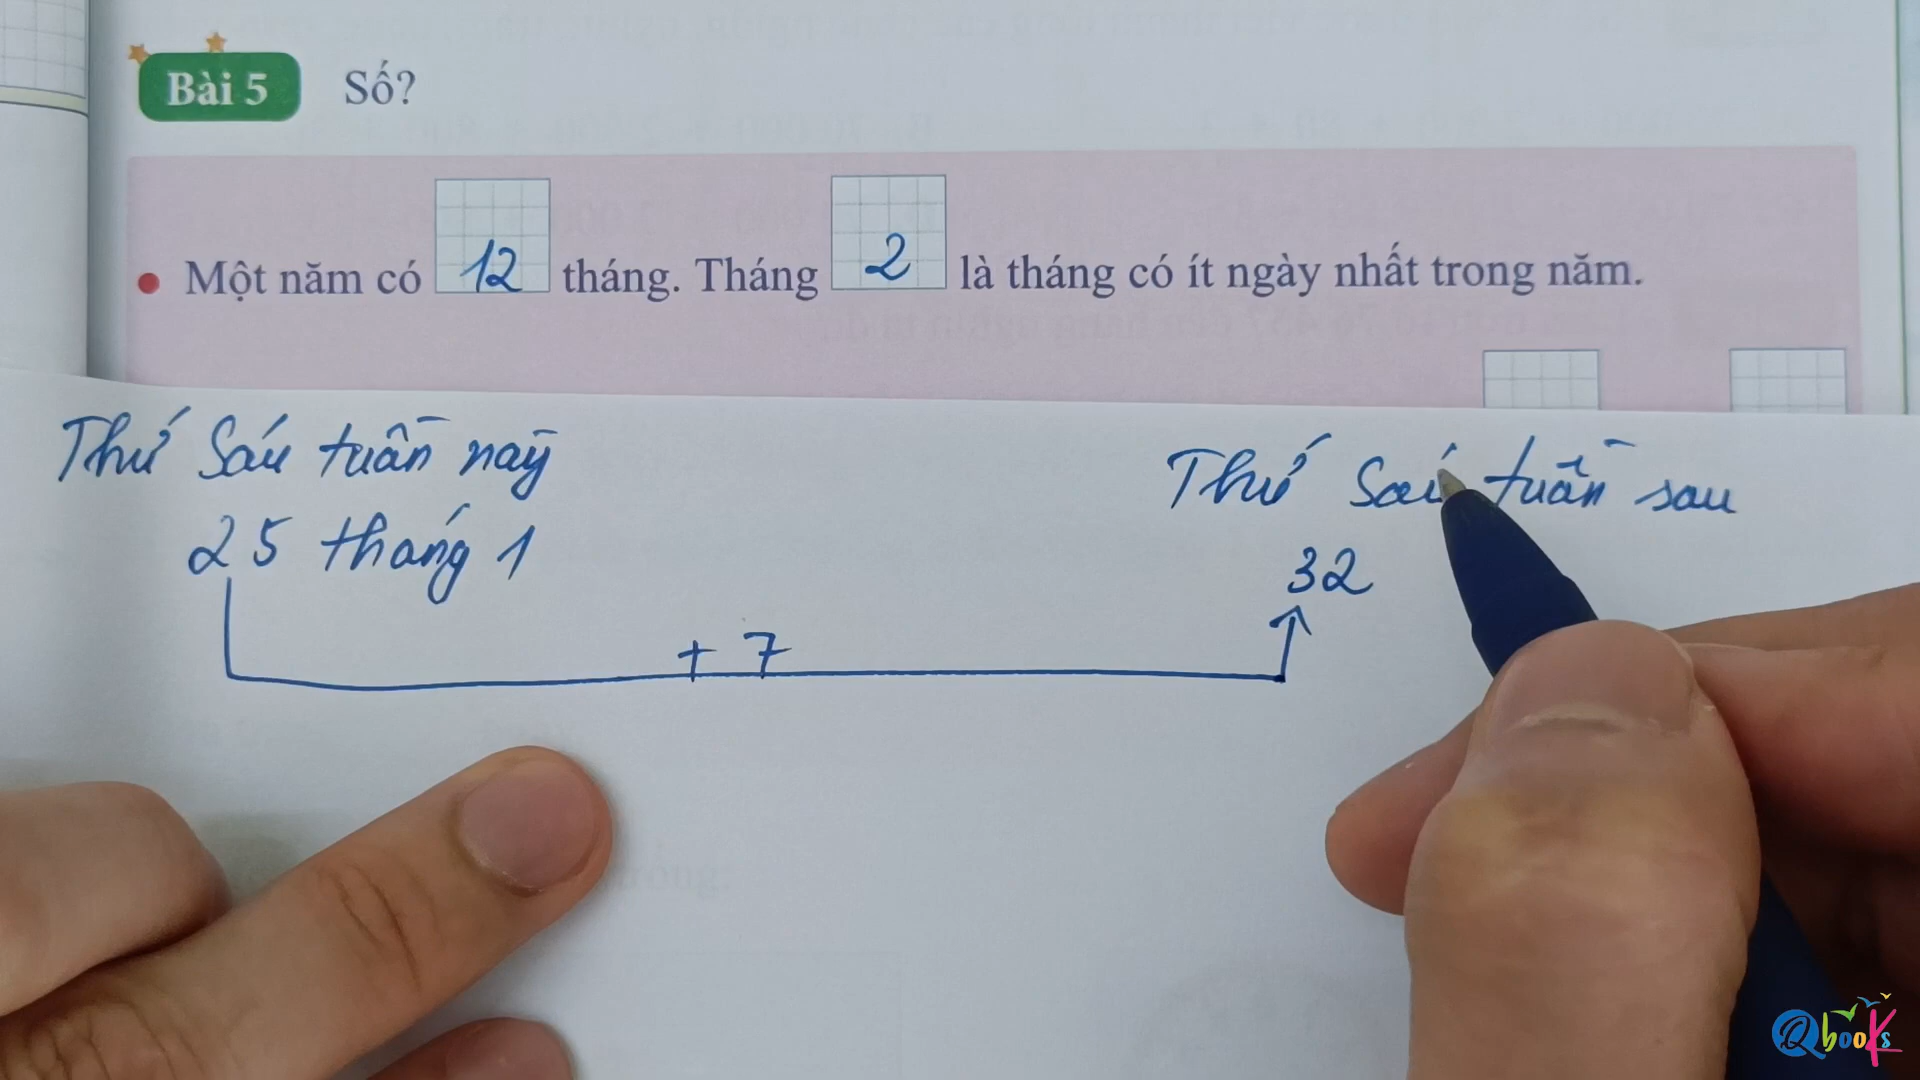 Bài 5 Số?
• Một năm có 12 tháng. Tháng 2 là tháng có ít ngày nhất trong năm.
Thứ Sáu tuần này
Thứ Sáu tuần sau
25 tháng 1
32
+ 7
Qbooks